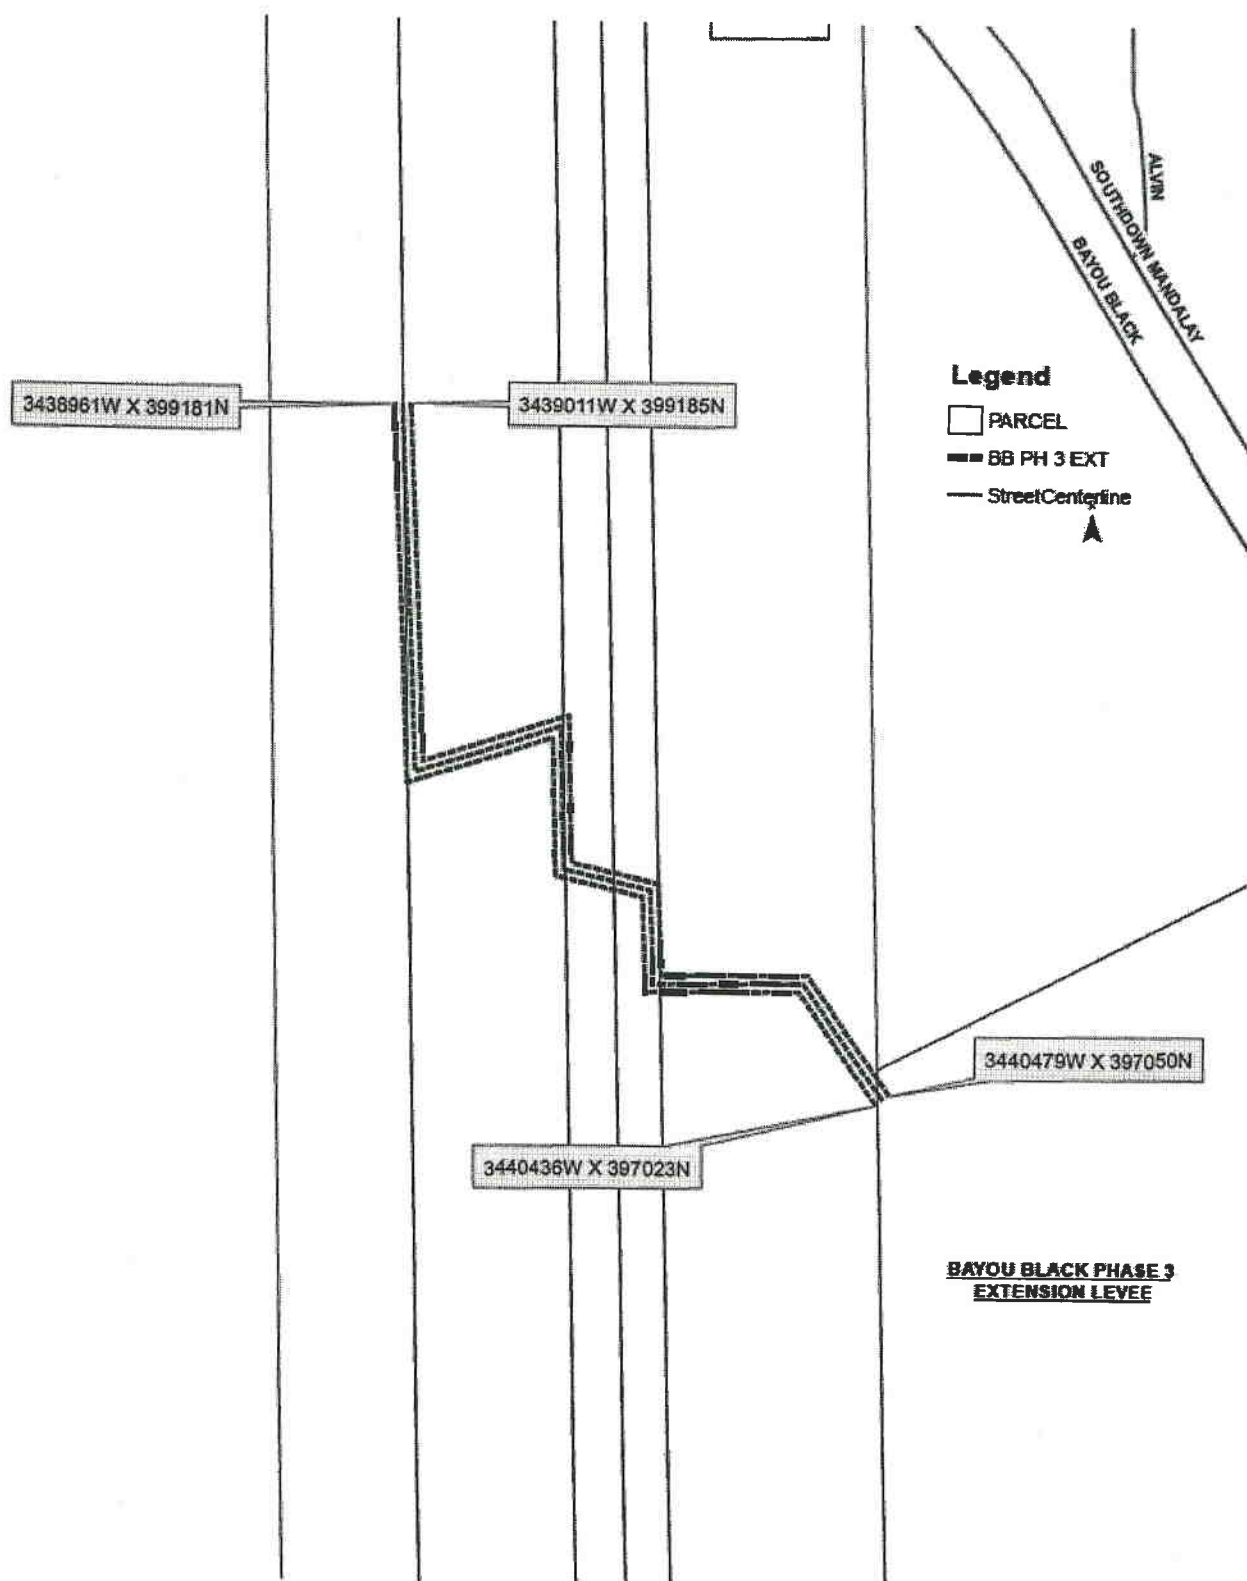 ALVIN
SOUTHDOWN MANDALAY
BAYOU BLACK
3438961W X 399181N
3439011W X 399185N
Legend
PARCEL
BB PH 3 EXT
StreetCenterline
3440479W X 397050N
3440436W X 397023N
BAYOU BLACK PHASE 3
EXTENSION LEVEE